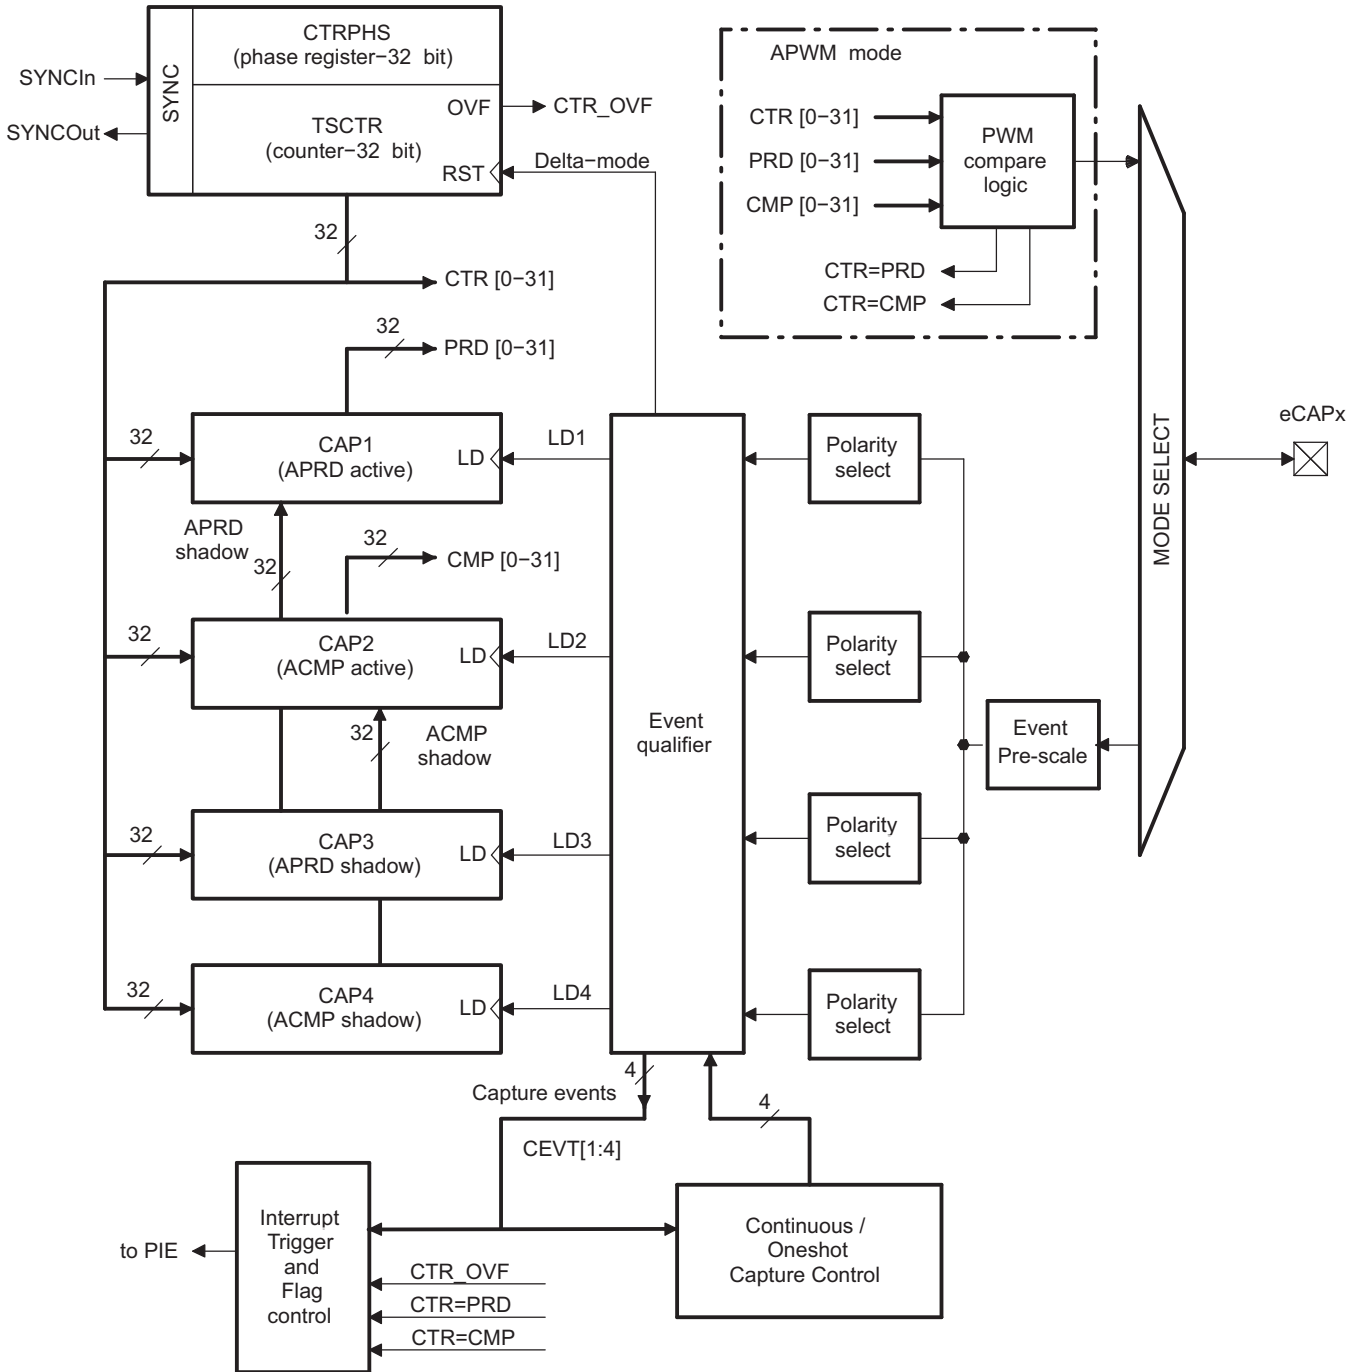 CTRPHS
(phase register−32 bit)
SYNC
SYNCIn
SYNCOut
OVF
CTR_OVF
TSCTR
(counter−32 bit)
RST
Delta−mode
32
CTR [0−31]
32
PRD [0−31]
APWM mode
CTR [0−31]
PRD [0−31]
CMP [0−31]
PWM
compare
logic
CTR=PRD
CTR=CMP
MODE SELECT
eCAPx
32
CAP1
(APRD active)
LD
LD1
Polarity
select
APRD
shadow
32
32
CMP [0−31]
32
CAP2
(ACMP active)
LD
LD2
Polarity
select
32
ACMP
shadow
Event
qualifier
Event
Pre-scale
32
CAP3
(APRD shadow)
LD
LD3
Polarity
select
32
CAP4
(ACMP shadow)
LD
LD4
Polarity
select
4
Capture events
CEVT[1:4]
4
Interrupt
Trigger
and
Flag
control
to PIE
CTR_OVF
CTR=PRD
CTR=CMP
Continuous /
Oneshot
Capture Control